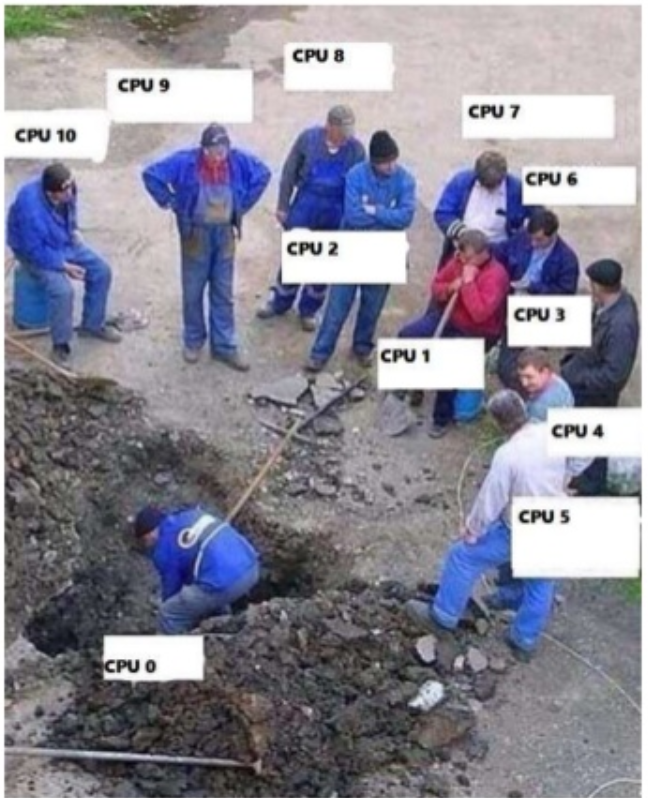 CPU 8
CPU 9
CPU 7
CPU 10
CPU 6
CPU 2
CPU 3
CPU 1
CPU 4
CPU 5
CPU 0